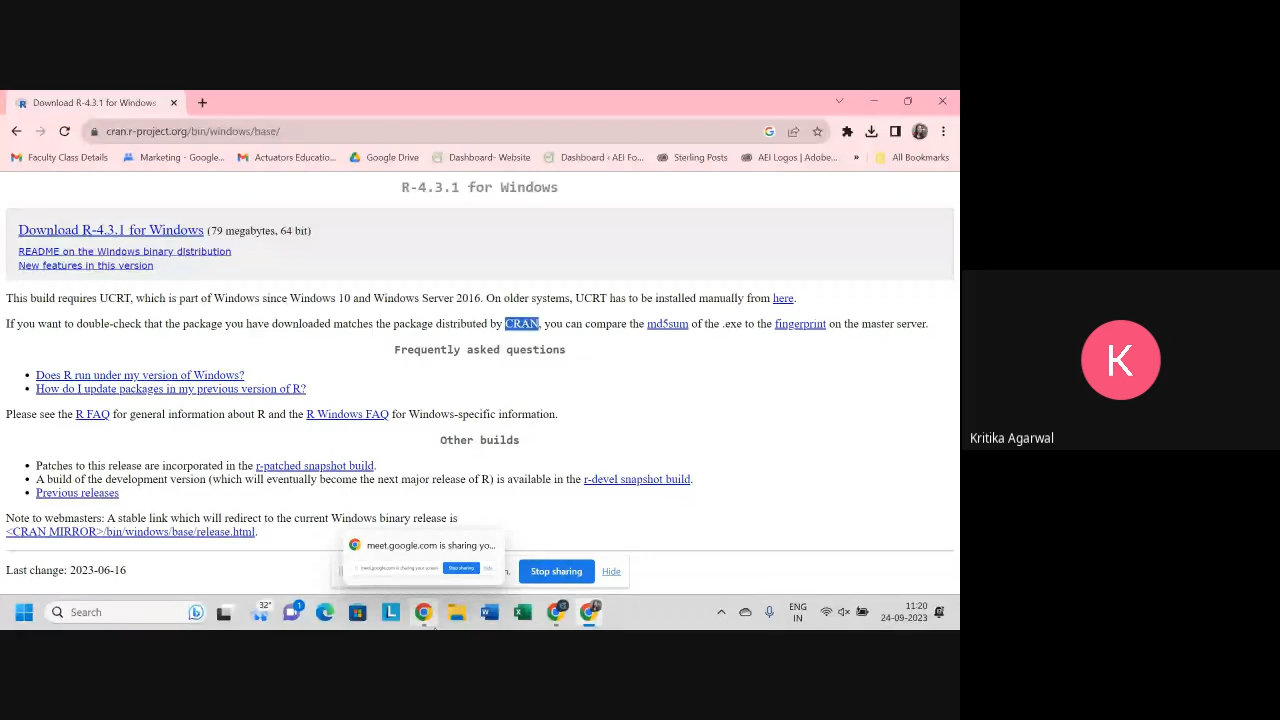 Download R-4.3.1 for Windows
cran.r-project.org/bin/windows/base/
Faculty Class Details
Marketing - Google...
Actuators Educatio...
Google Drive
Dashboard- Website
Dashboard ‹ AEI Fo...
Sterling Posts
AEI Logos | Adobe...
»
All Bookmarks
R-4.3.1 for Windows
Download R-4.3.1 for Windows (79 megabytes, 64 bit)
README on the Windows binary distribution
New features in this version
This build requires UCRT, which is part of Windows since Windows 10 and Windows Server 2016. On older systems, UCRT has to be installed manually from here.
If you want to double-check that the package you have downloaded matches the package distributed by CRAN, you can compare the md5sum of the .exe to the fingerprint on the master server.
Frequently asked questions
• Does R run under my version of Windows?
• How do I update packages in my previous version of R?
Please see the R FAQ for general information about R and the R Windows FAQ for Windows-specific information.
Other builds
• Patches to this release are incorporated in the r-patched snapshot build.
• A build of the development version (which will eventually become the next major release of R) is available in the r-devel snapshot build.
• Previous releases
Note to webmasters: A stable link which will redirect to the current Windows binary release is
<CRAN MIRROR>/bin/windows/base/release.html.
meet.google.com is sharing yo...
Stop sharing
Last change: 2023-06-16
Stop sharing
Hide
Search
32°
1
ENG
IN
11:20
24-09-2023
K
Kritika Agarwal